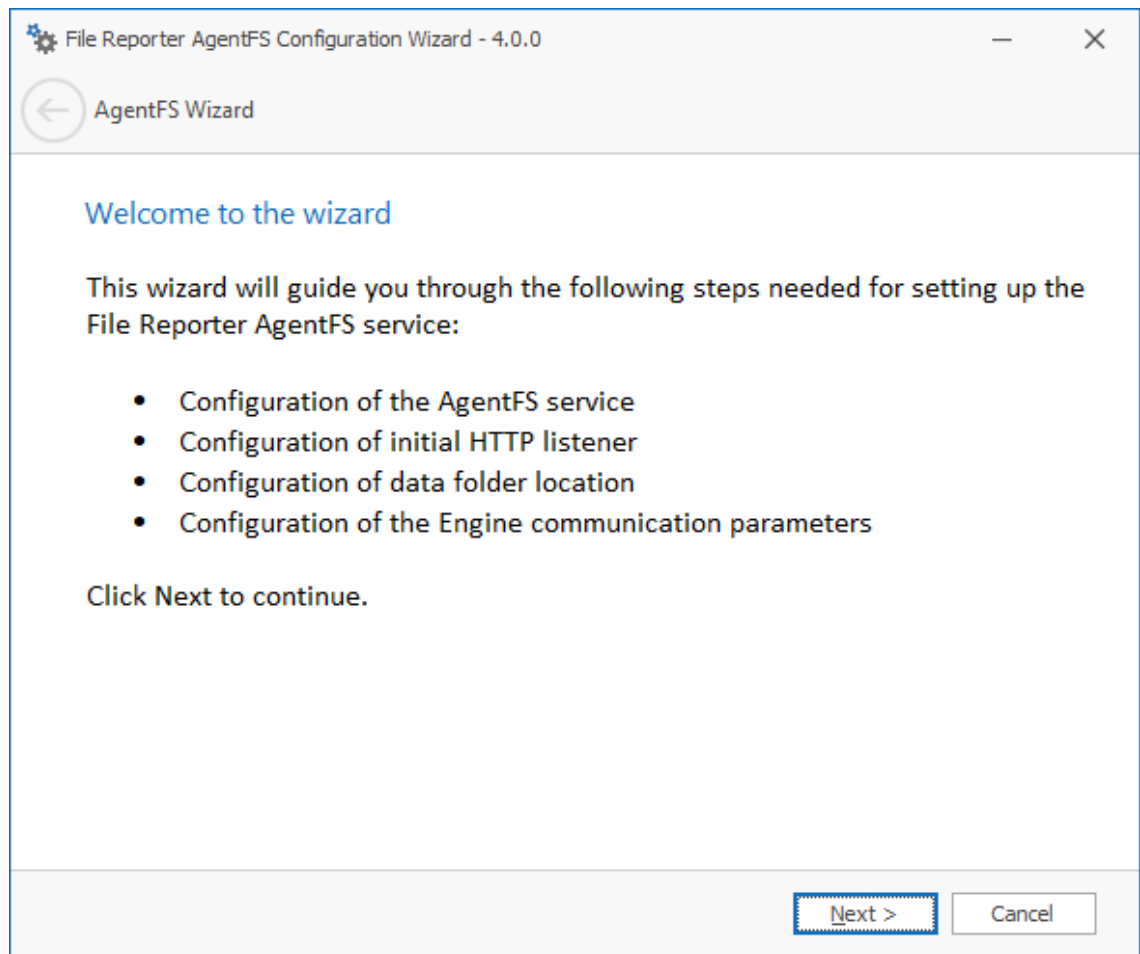 File Reporter AgentFS Configuration Wizard - 4.0.0
AgentFS Wizard
Welcome to the wizard
This wizard will guide you through the following steps needed for setting up the
File Reporter AgentFS service:
• Configuration of the AgentFS service
• Configuration of initial HTTP listener
• Configuration of data folder location
• Configuration of the Engine communication parameters
Click Next to continue.
Next >
Cancel